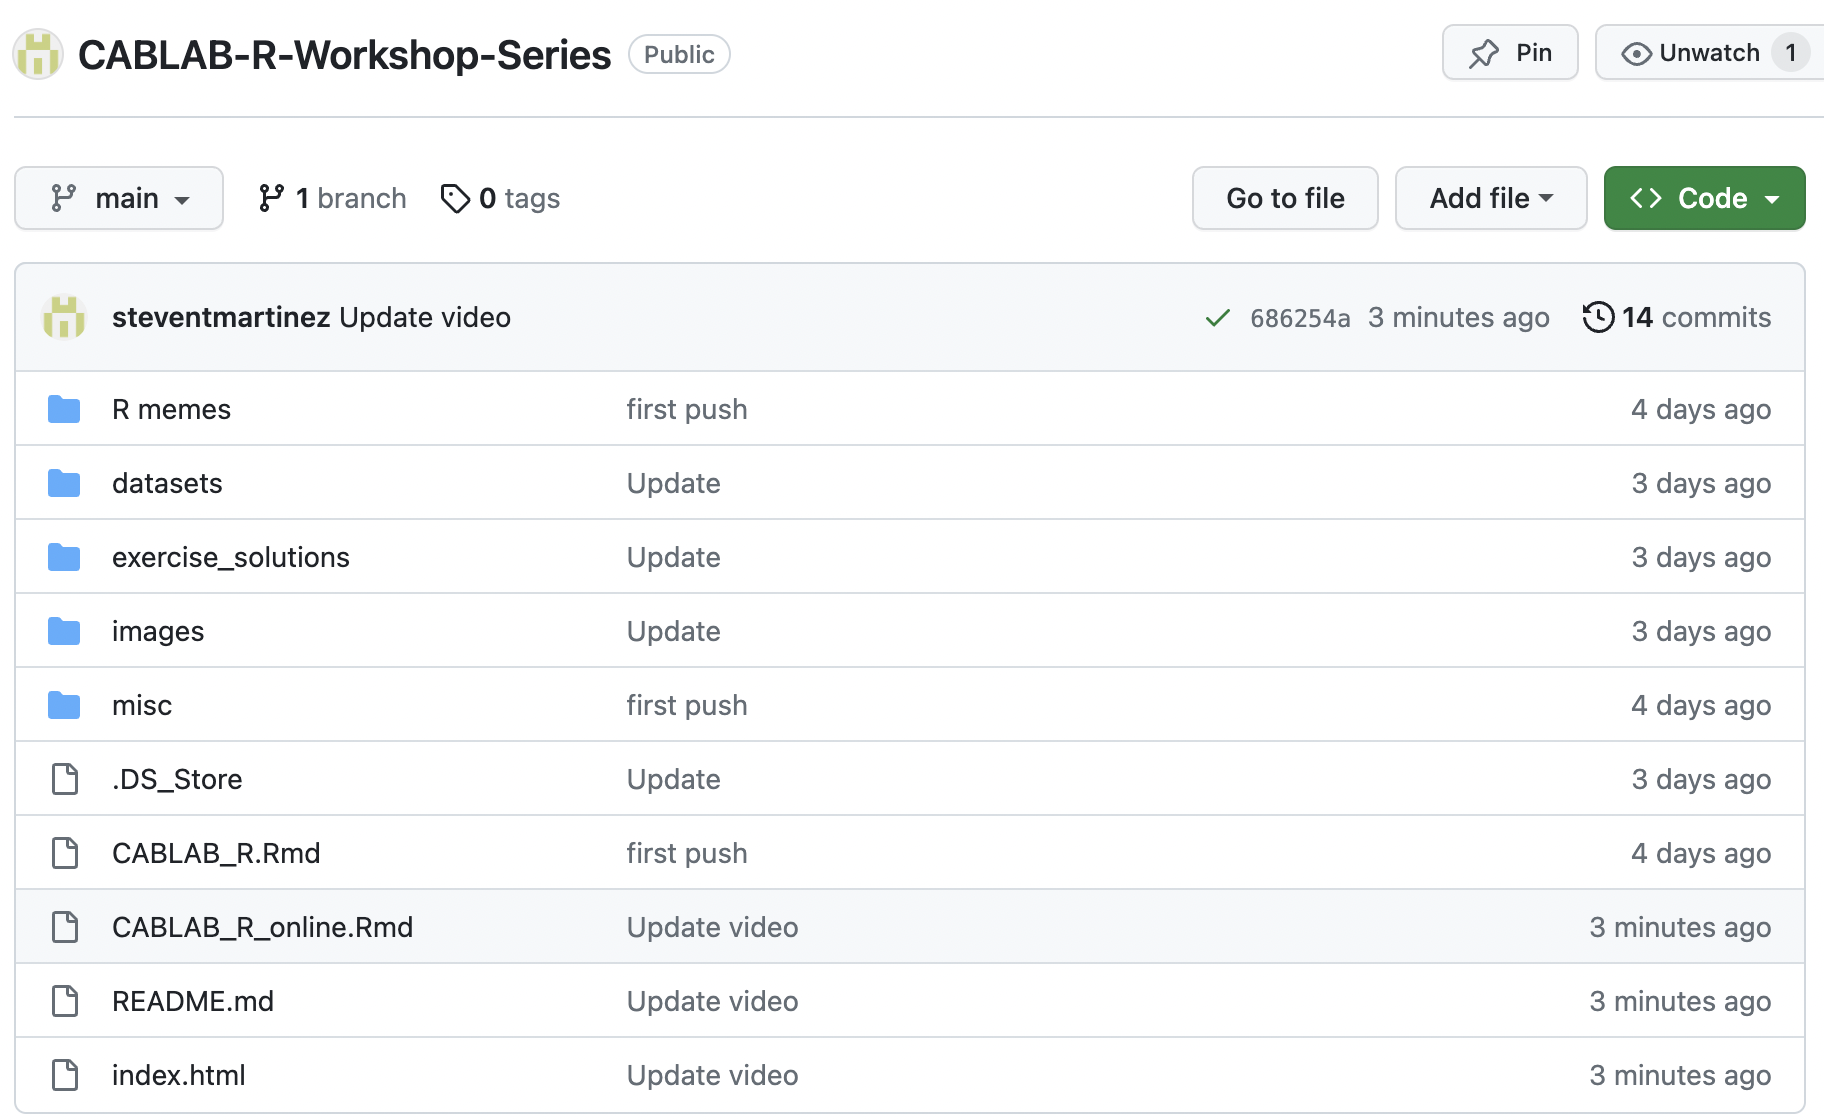 CABLAB-R-Workshop-Series Public Pin Unwatch 1
main 1 branch 0 tags Go to file Add file Code
steventmartinez Update video 686254a 3 minutes ago 14 commits
R memes first push 4 days ago
datasets Update 3 days ago
exercise_solutions Update 3 days ago
images Update 3 days ago
misc first push 4 days ago
.DS_Store Update 3 days ago
CABLAB_R.Rmd first push 4 days ago
CABLAB_R_online.Rmd Update video 3 minutes ago
README.md Update video 3 minutes ago
index.html Update video 3 minutes ago